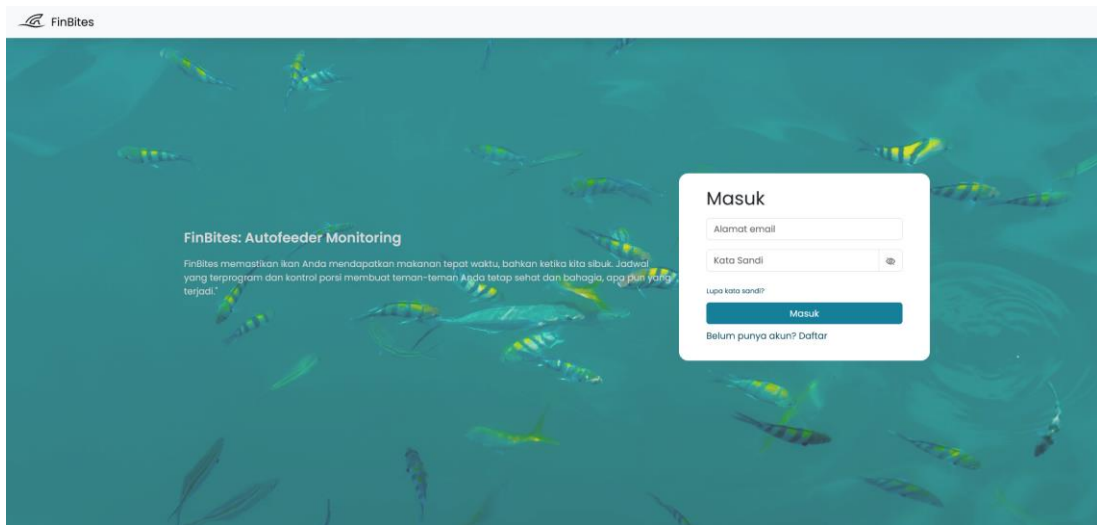 FinBites
FinBites: Autofeeder Monitoring
FinBites memastikan ikan Anda mendapatkan makanan tepat waktu, bahkan ketika kita sibuk. Jadwal
yang terprogram dan kontrol porsi membuat teman-teman Anda tetap sehat dan bahagia, apa pun yang
terjadi."
Masuk
Alamat email
Kata Sandi
Lupa kata sandi?
Masuk
Belum punya akun? Daftar